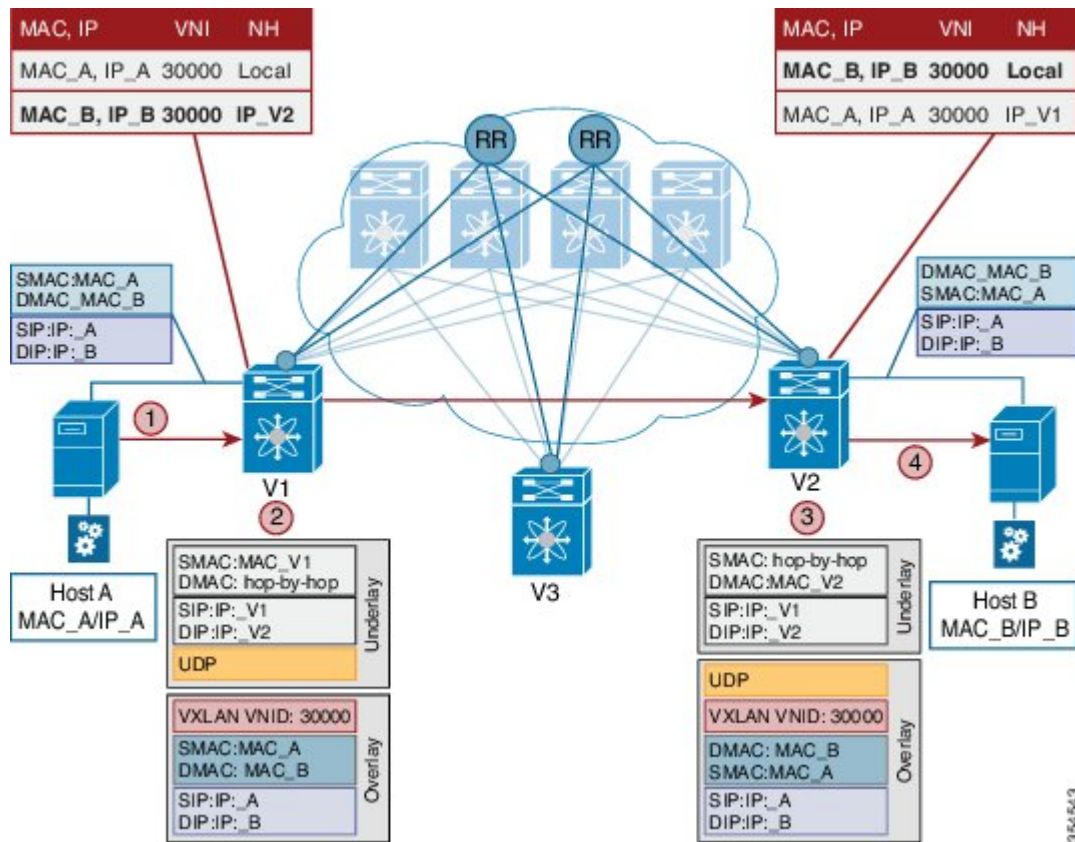 MAC, IP VNI NH
MAC_A, IP_A 30000 Local
MAC_B, IP_B 30000 IP_V2
MAC, IP VNI NH
MAC_B, IP_B 30000 Local
MAC_A, IP_A 30000 IP_V1
RR
RR
SMAC:MAC_A
DMAC_MAC_B
SIP:IP:_A
DIP:IP:_B
DMAC_MAC_B
SMAC:MAC_A
SIP:IP:_A
DIP:IP:_B
1
V1
2
V3
V2
3
4
Host A
MAC_A/IP_A
Host B
MAC_B/IP_B
SMAC:MAC_V1
DMAC: hop-by-hop
SIP:IP:_V1
DIP:IP:_V2
UDP
Underlay
VXLAN VNID: 30000
SMAC:MAC_A
DMAC: MAC_B
SIP:IP:_A
DIP:IP:_B
Overlay
SMAC: hop-by-hop
DMAC:MAC_V2
SIP:IP:_V1
DIP:IP:_V2
Underlay
UDP
VXLAN VNID: 30000
DMAC: MAC_B
SMAC:MAC_A
SIP:IP:_A
DIP:IP:_B
Overlay
354543